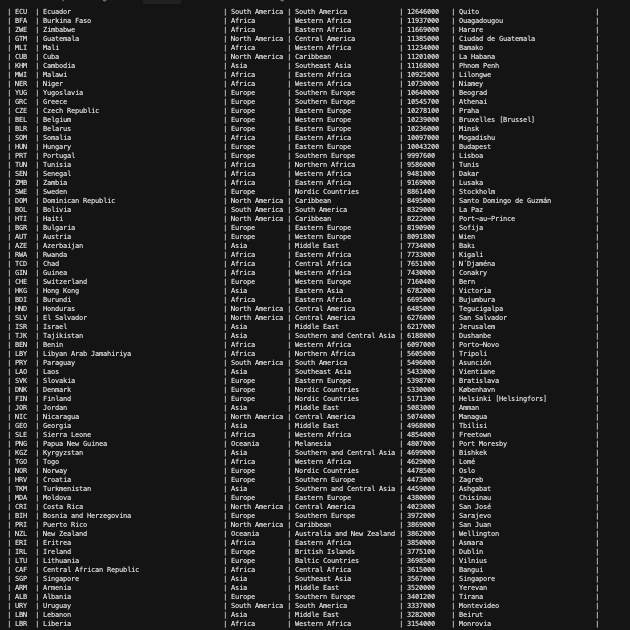 | ECU | Ecuador | South America | South America | 12646000 | Quito |
| BFA | Burkina Faso | Africa | Western Africa | 11937000 | Ouagadougou |
| ZWE | Zimbabwe | Africa | Eastern Africa | 11669000 | Harare |
| GTM | Guatemala | North America | Central America | 11385000 | Ciudad de Guatemala |
| MLI | Mali | Africa | Western Africa | 11234000 | Bamako |
| CUB | Cuba | North America | Caribbean | 11201000 | La Habana |
| KHM | Cambodia | Asia | Southeast Asia | 11168000 | Phnom Penh |
| MWI | Malawi | Africa | Eastern Africa | 10925000 | Lilongwe |
| NER | Niger | Africa | Western Africa | 10730000 | Niamey |
| YUG | Yugoslavia | Europe | Southern Europe | 10640000 | Beograd |
| GRC | Greece | Europe | Southern Europe | 10545700 | Athenai |
| CZE | Czech Republic | Europe | Eastern Europe | 10278100 | Praha |
| BEL | Belgium | Europe | Western Europe | 10239000 | Bruxelles [Brussel] |
| BLR | Belarus | Europe | Eastern Europe | 10236000 | Minsk |
| SOM | Somalia | Africa | Eastern Africa | 10097000 | Mogadishu |
| HUN | Hungary | Europe | Eastern Europe | 10043200 | Budapest |
| PRT | Portugal | Europe | Southern Europe | 9997600 | Lisboa |
| TUN | Tunisia | Africa | Northern Africa | 9586000 | Tunis |
| SEN | Senegal | Africa | Western Africa | 9481000 | Dakar |
| ZMB | Zambia | Africa | Eastern Africa | 9169000 | Lusaka |
| SWE | Sweden | Europe | Nordic Countries | 8861400 | Stockholm |
| DOM | Dominican Republic | North America | Caribbean | 8495000 | Santo Domingo de Guzmán |
| BOL | Bolivia | South America | South America | 8329000 | La Paz |
| HTI | Haiti | North America | Caribbean | 8222000 | Port-au-Prince |
| BGR | Bulgaria | Europe | Eastern Europe | 8190900 | Sofija |
| AUT | Austria | Europe | Western Europe | 8091800 | Wien |
| AZE | Azerbaijan | Asia | Middle East | 7734000 | Baki |
| RWA | Rwanda | Africa | Eastern Africa | 7733000 | Kigali |
| TCD | Chad | Africa | Central Africa | 7651000 | N´Djaména |
| GIN | Guinea | Africa | Western Africa | 7430000 | Conakry |
| CHE | Switzerland | Europe | Western Europe | 7160400 | Bern |
| HKG | Hong Kong | Asia | Eastern Asia | 6782000 | Victoria |
| BDI | Burundi | Africa | Eastern Africa | 6695000 | Bujumbura |
| HND | Honduras | North America | Central America | 6485000 | Tegucigalpa |
| SLV | El Salvador | North America | Central America | 6276000 | San Salvador |
| ISR | Israel | Asia | Middle East | 6217000 | Jerusalem |
| TJK | Tajikistan | Asia | Southern and Central Asia | 6188000 | Dushanbe |
| BEN | Benin | Africa | Western Africa | 6097000 | Porto-Novo |
| LBY | Libyan Arab Jamahiriya | Africa | Northern Africa | 5605000 | Tripoli |
| PRY | Paraguay | South America | South America | 5496000 | Asunción |
| LAO | Laos | Asia | Southeast Asia | 5433000 | Vientiane |
| SVK | Slovakia | Europe | Eastern Europe | 5398700 | Bratislava |
| DNK | Denmark | Europe | Nordic Countries | 5330000 | København |
| FIN | Finland | Europe | Nordic Countries | 5171300 | Helsinki [Helsingfors] |
| JOR | Jordan | Asia | Middle East | 5083000 | Amman |
| NIC | Nicaragua | North America | Central America | 5074000 | Managua |
| GEO | Georgia | Asia | Middle East | 4968000 | Tbilisi |
| SLE | Sierra Leone | Africa | Western Africa | 4854000 | Freetown |
| PNG | Papua New Guinea | Oceania | Melanesia | 4807000 | Port Moresby |
| KGZ | Kyrgyzstan | Asia | Southern and Central Asia | 4699000 | Bishkek |
| TGO | Togo | Africa | Western Africa | 4629000 | Lomé |
| NOR | Norway | Europe | Nordic Countries | 4478500 | Oslo |
| HRV | Croatia | Europe | Southern Europe | 4473000 | Zagreb |
| TKM | Turkmenistan | Asia | Southern and Central Asia | 4459000 | Ashgabat |
| MDA | Moldova | Europe | Eastern Europe | 4380000 | Chisinau |
| CRI | Costa Rica | North America | Central America | 4023000 | San José |
| BIH | Bosnia and Herzegovina | Europe | Southern Europe | 3972000 | Sarajevo |
| PRI | Puerto Rico | North America | Caribbean | 3869000 | San Juan |
| NZL | New Zealand | Oceania | Australia and New Zealand | 3862000 | Wellington |
| ERI | Eritrea | Africa | Eastern Africa | 3850000 | Asmara |
| IRL | Ireland | Europe | British Islands | 3775100 | Dublin |
| LTU | Lithuania | Europe | Baltic Countries | 3698500 | Vilnius |
| CAF | Central African Republic | Africa | Central Africa | 3615000 | Bangui |
| SGP | Singapore | Asia | Southeast Asia | 3567000 | Singapore |
| ARM | Armenia | Asia | Middle East | 3520000 | Yerevan |
| ALB | Albania | Europe | Southern Europe | 3401200 | Tirana |
| URY | Uruguay | South America | South America | 3337000 | Montevideo |
| LBN | Lebanon | Asia | Middle East | 3282000 | Beirut |
| LBR | Liberia | Africa | Western Africa | 3154000 | Monrovia |